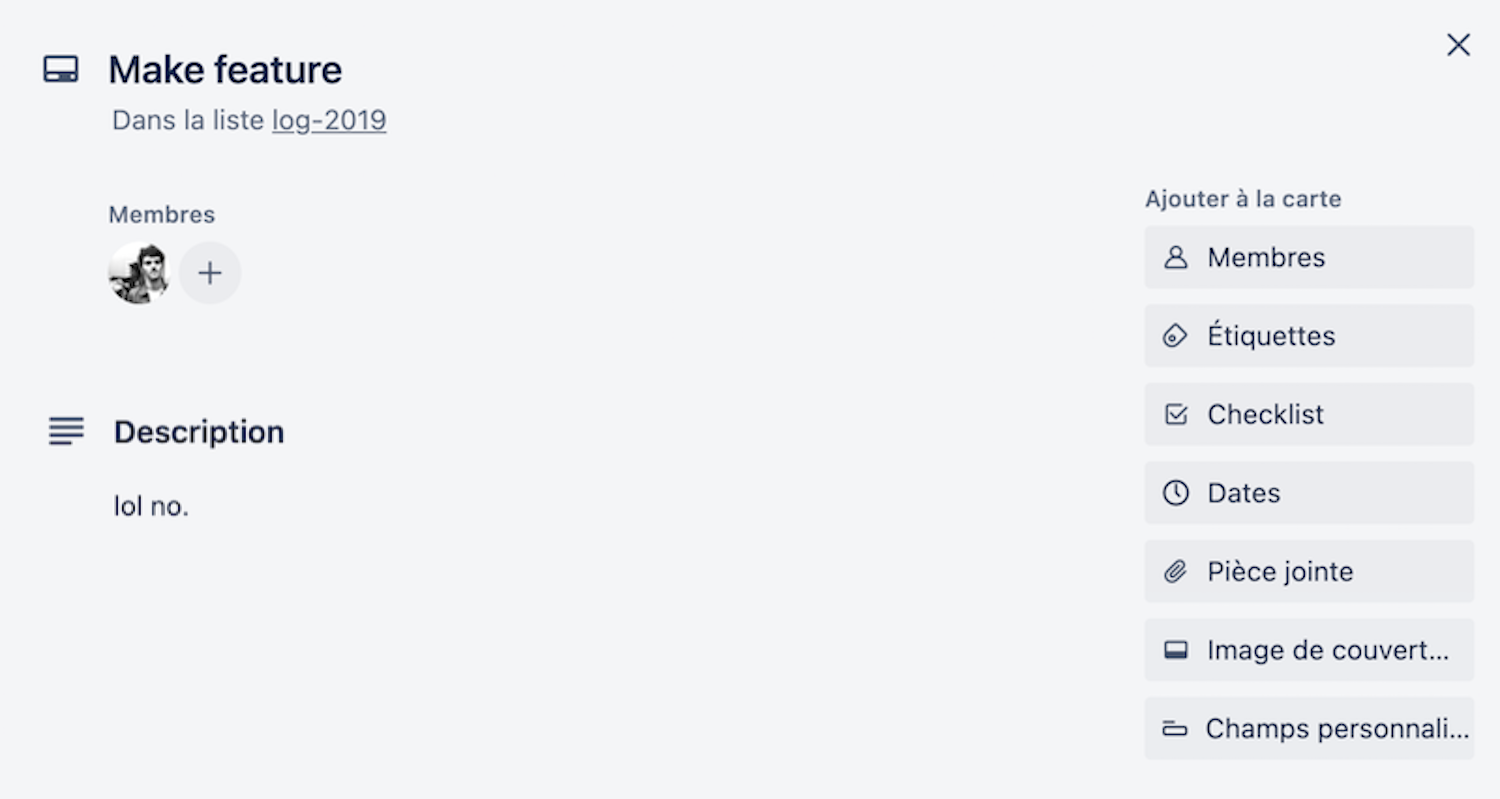 Make feature
Dans la liste log-2019
Membres
Description
lol no.
Ajouter à la carte
Membres
Étiquettes
Checklist
Dates
Pièce jointe
Image de couvert...
Champs personnali...